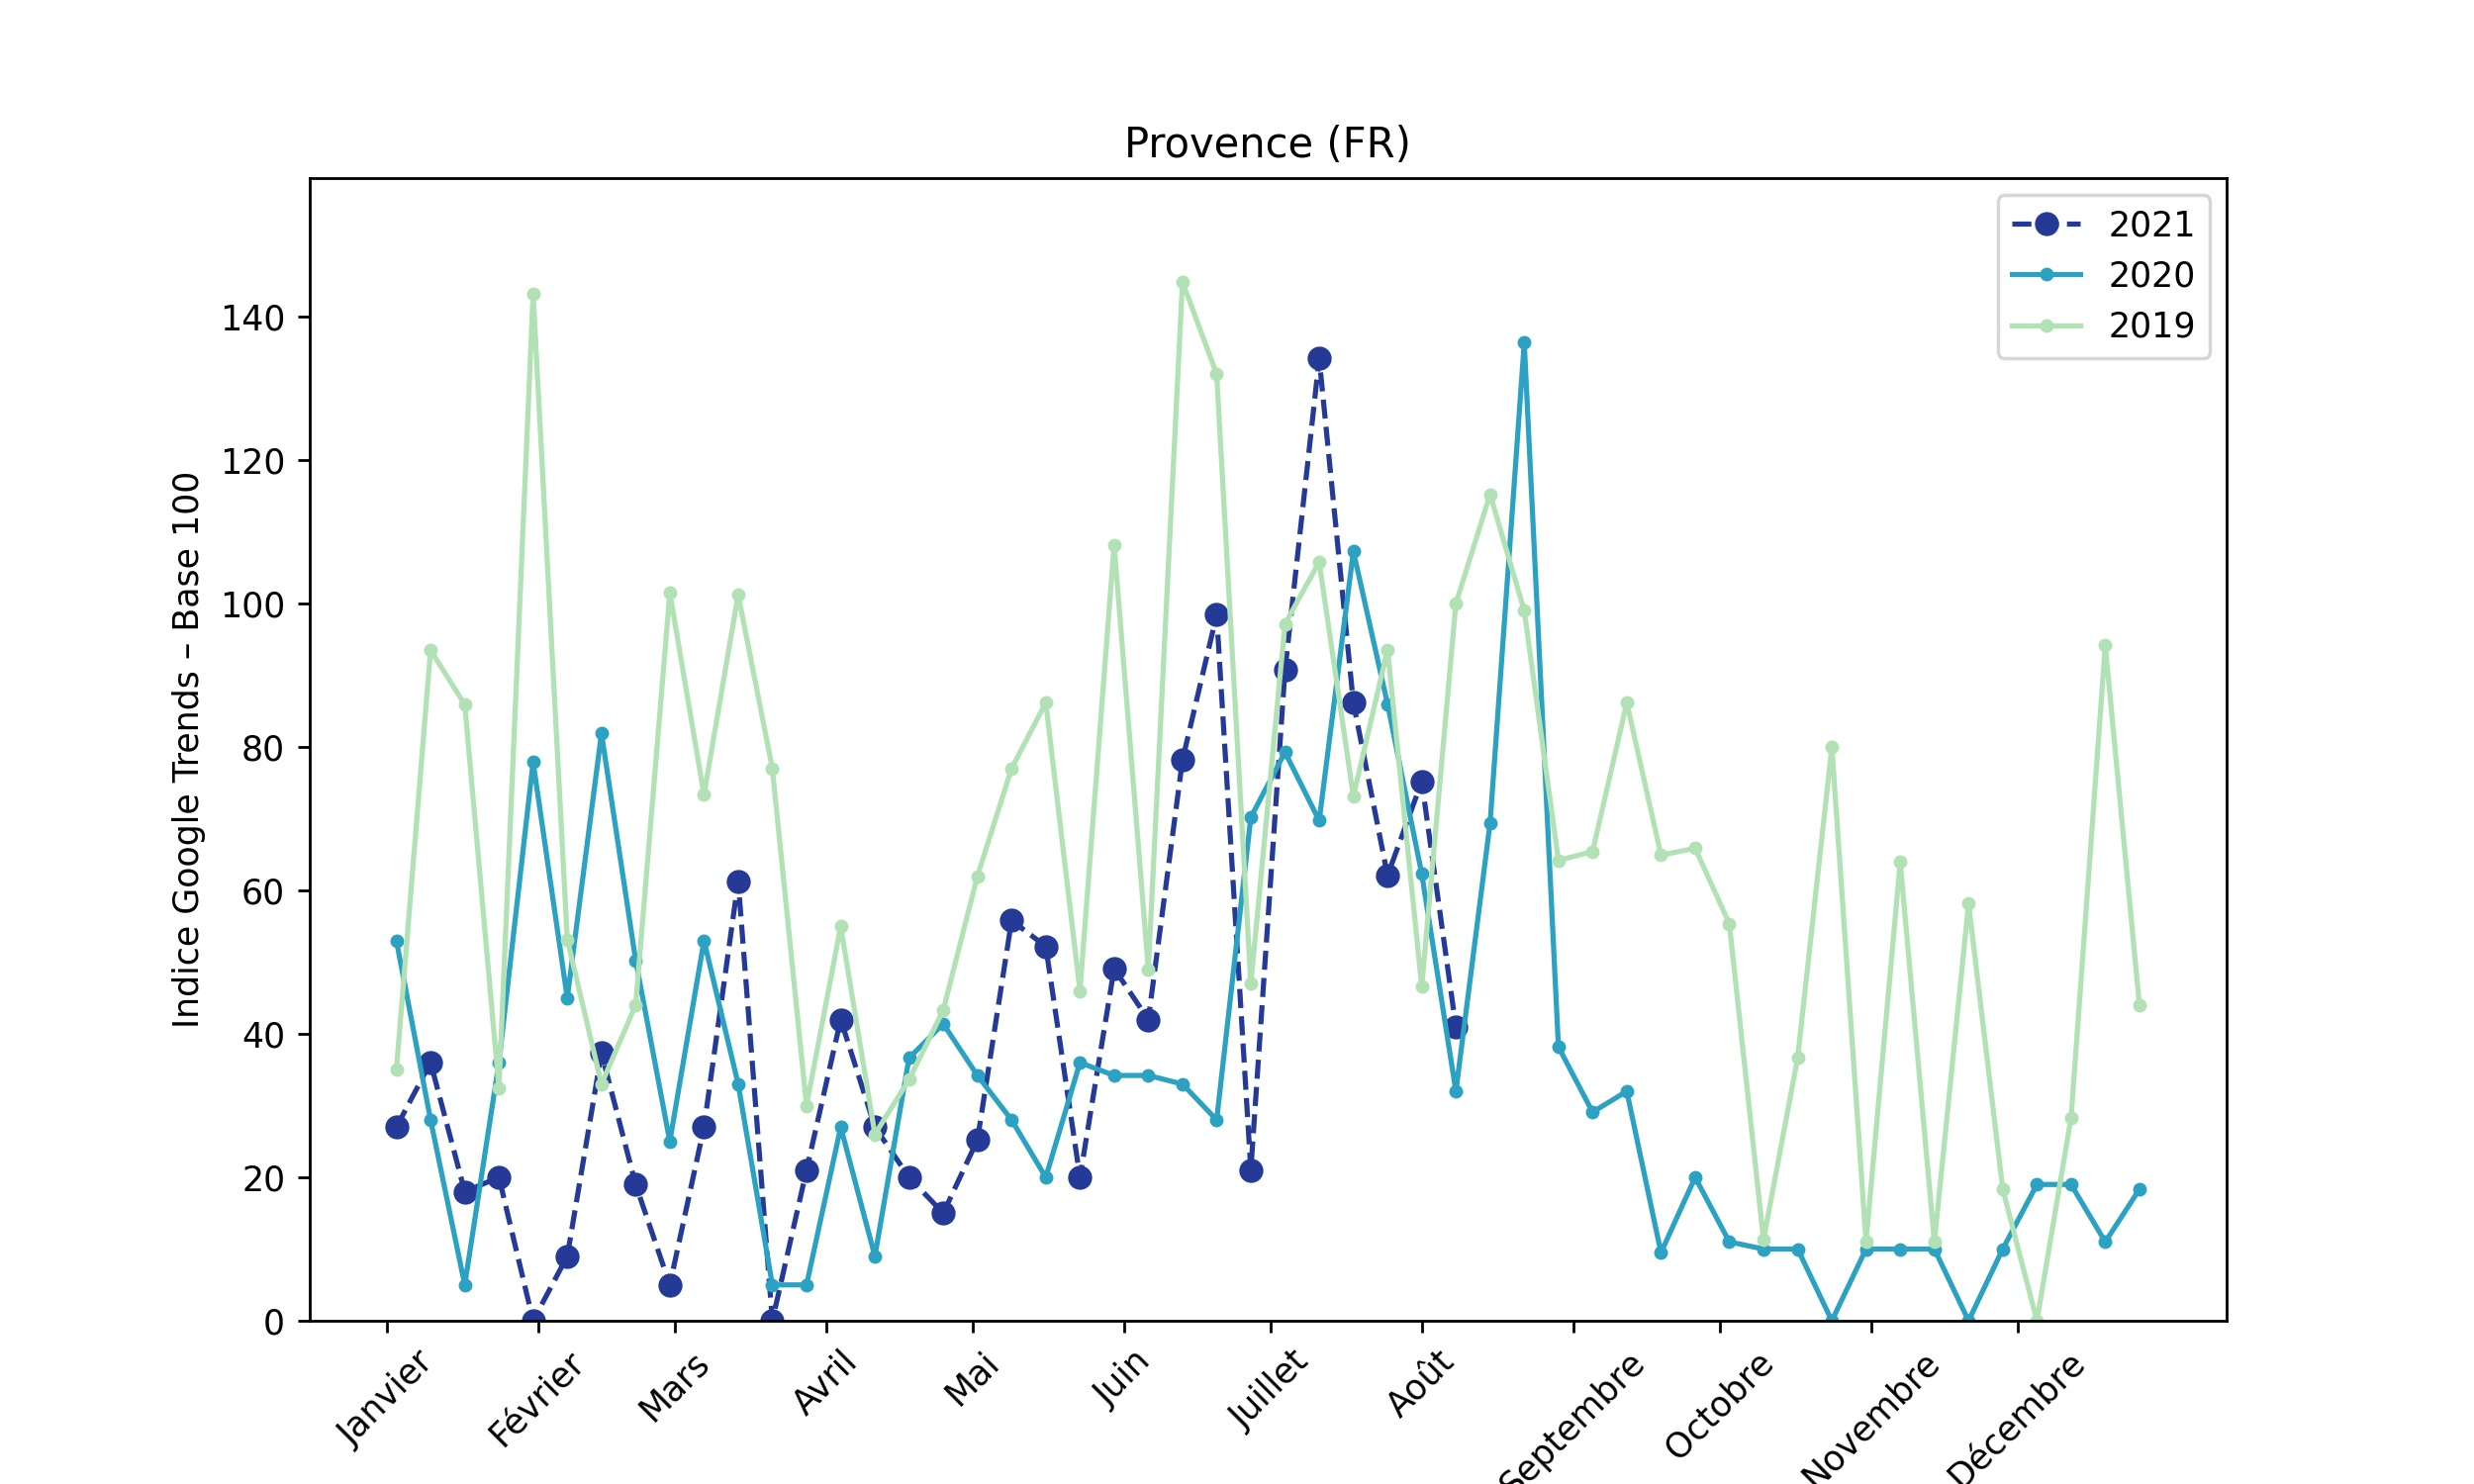 Provence (FR)
2021
2020
2019
Indice Google Trends – Base 100
140
120
100
80
60
40
20
0
Janvier
Février
Mars
Avril
Mai
Juin
Juillet
Août
Septembre
Octobre
Novembre
Décembre